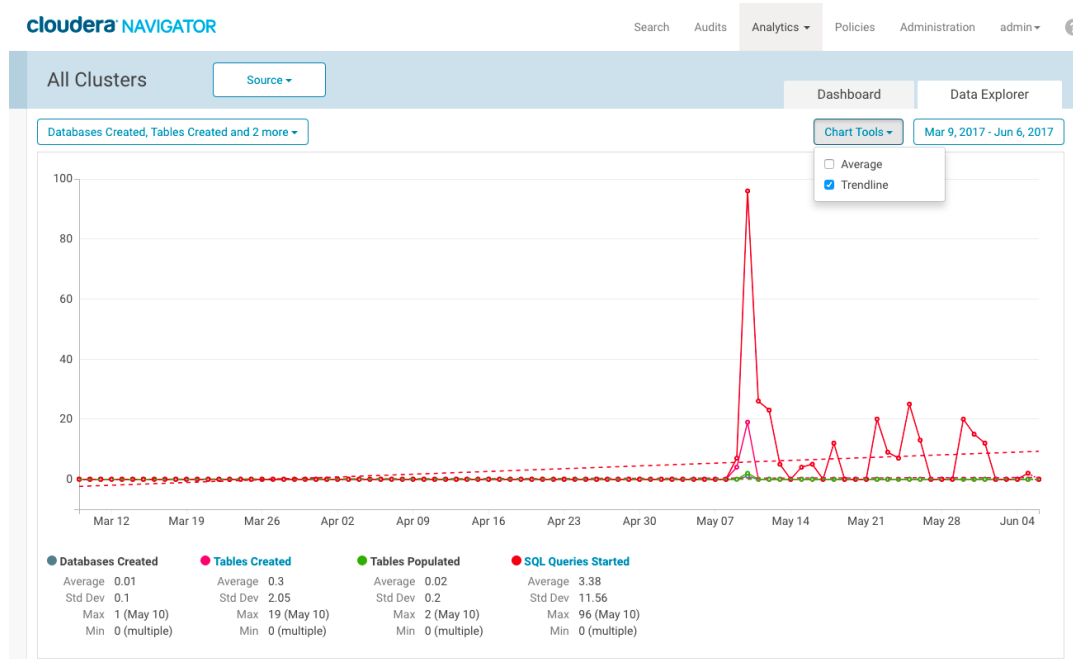 cloudera NAVIGATOR
Search Audits Analytics Policies Administration admin
All Clusters Source
Dashboard Data Explorer
Databases Created, Tables Created and 2 more Chart Tools Mar 9, 2017 - Jun 6, 2017
Average
Trendline
100
80
60
40
20
0
Mar 12 Mar 19 Mar 26 Apr 02 Apr 09 Apr 16 Apr 23 Apr 30 May 07 May 14 May 21 May 28 Jun 04
Databases Created Tables Created Tables Populated SQL Queries Started
Average 0.01 Average 0.3 Average 0.02 Average 3.38
Std Dev 0.1 Std Dev 2.05 Std Dev 0.2 Std Dev 11.56
Max 1 (May 10) Max 19 (May 10) Max 2 (May 10) Max 96 (May 10)
Min 0 (multiple) Min 0 (multiple) Min 0 (multiple) Min 0 (multiple)